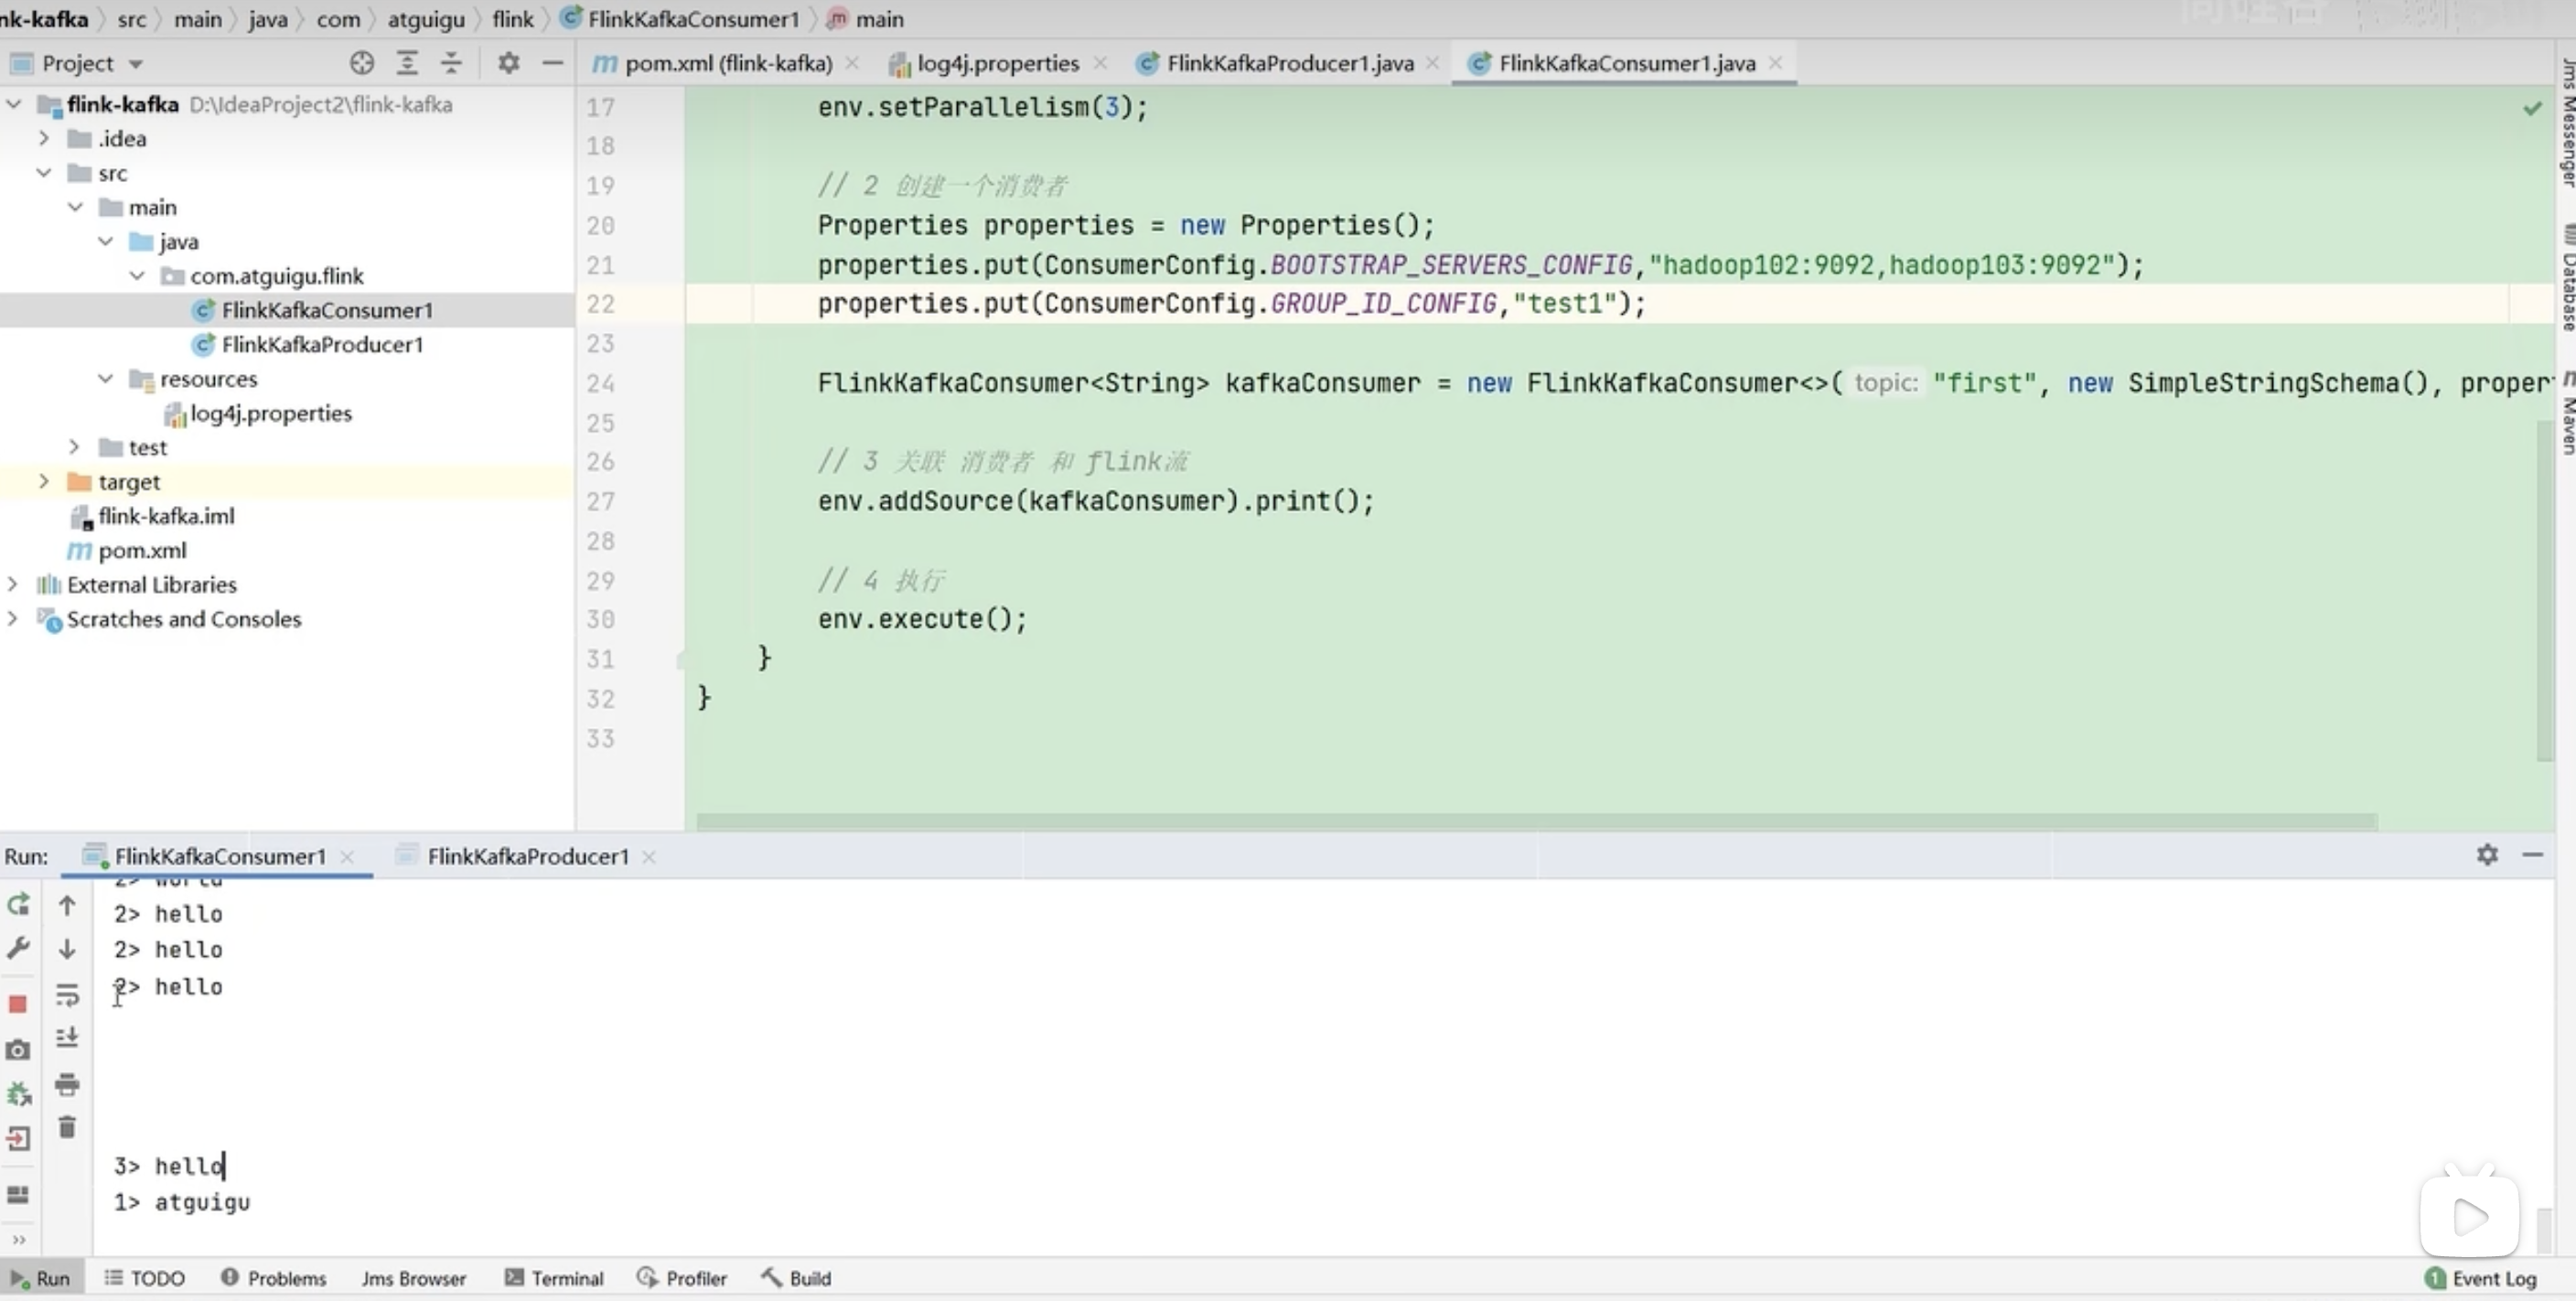 nk-kafka > src > main > java > com > atguigu > flink > FlinkKafkaConsumer1 > main
Project
pom.xml (flink-kafka)
log4j.properties
FlinkKafkaProducer1.java
FlinkKafkaConsumer1.java
flink-kafka D:\IdeaProject2\flink-kafka
.idea
src
main
java
com.atguigu.flink
FlinkKafkaConsumer1
FlinkKafkaProducer1
resources
log4j.properties
test
target
flink-kafka.iml
pom.xml
External Libraries
Scratches and Consoles
17 env.setParallelism(3);
18
19 // 2 创建一个消费者
20 Properties properties = new Properties();
21 properties.put(ConsumerConfig.BOOTSTRAP_SERVERS_CONFIG,"hadoop102:9092,hadoop103:9092");
22 properties.put(ConsumerConfig.GROUP_ID_CONFIG,"test1");
23
24 FlinkKafkaConsumer<String> kafkaConsumer = new FlinkKafkaConsumer<>( topic: "first", new SimpleStringSchema(), proper
25
26 // 3 关联 消费者 和 flink流
27 env.addSource(kafkaConsumer).print();
28
29 // 4 执行
30 env.execute();
31 }
32 }
33
Jms Messenger
Database
Maven
Run: FlinkKafkaConsumer1 FlinkKafkaProducer1
2> world
2> hello
2> hello
2> hello
3> hello
1> atguigu
Run TODO Problems Jms Browser Terminal Profiler Build
1 Event Log